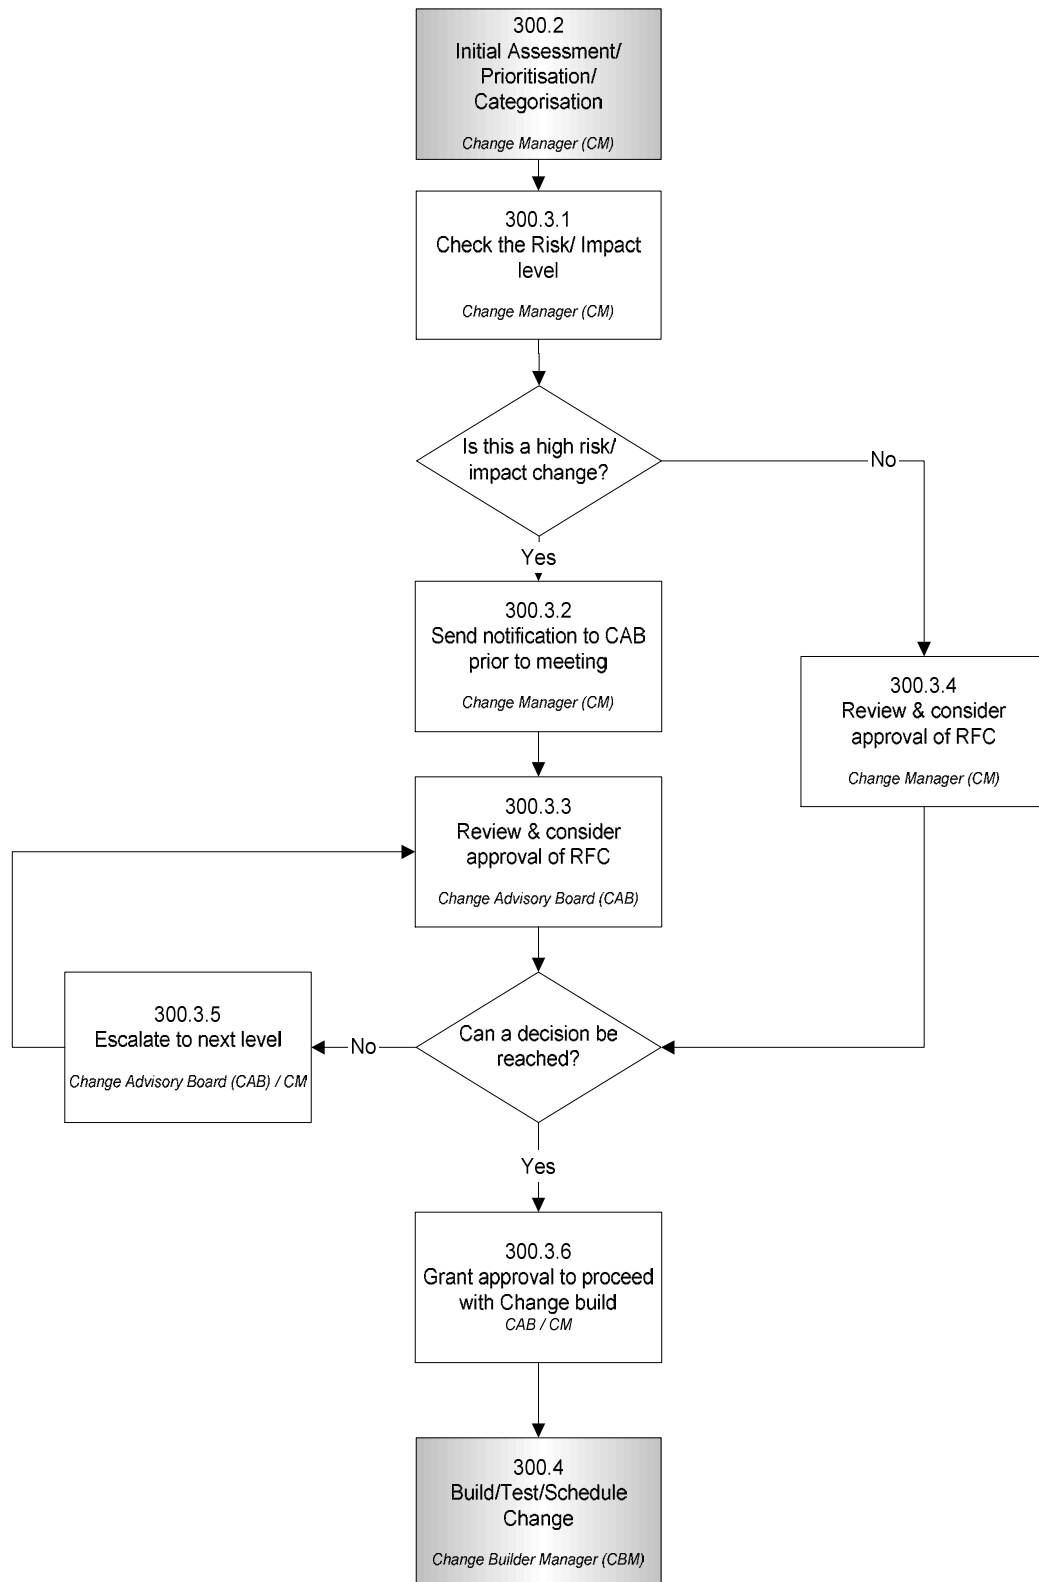 300.2
Initial Assessment/
Prioritisation/
Categorisation
Change Manager (CM)
300.3.1
Check the Risk/ Impact
level
Change Manager (CM)
Is this a high risk/
impact change?
No
Yes
300.3.2
Send notification to CAB
prior to meeting
Change Manager (CM)
300.3.4
Review & consider
approval of RFC
Change Manager (CM)
300.3.3
Review & consider
approval of RFC
Change Advisory Board (CAB)
300.3.5
Escalate to next level
Change Advisory Board (CAB) / CM
No
Can a decision be
reached?
Yes
300.3.6
Grant approval to proceed
with Change build
CAB / CM
300.4
Build/Test/Schedule
Change
Change Builder Manager (CBM)